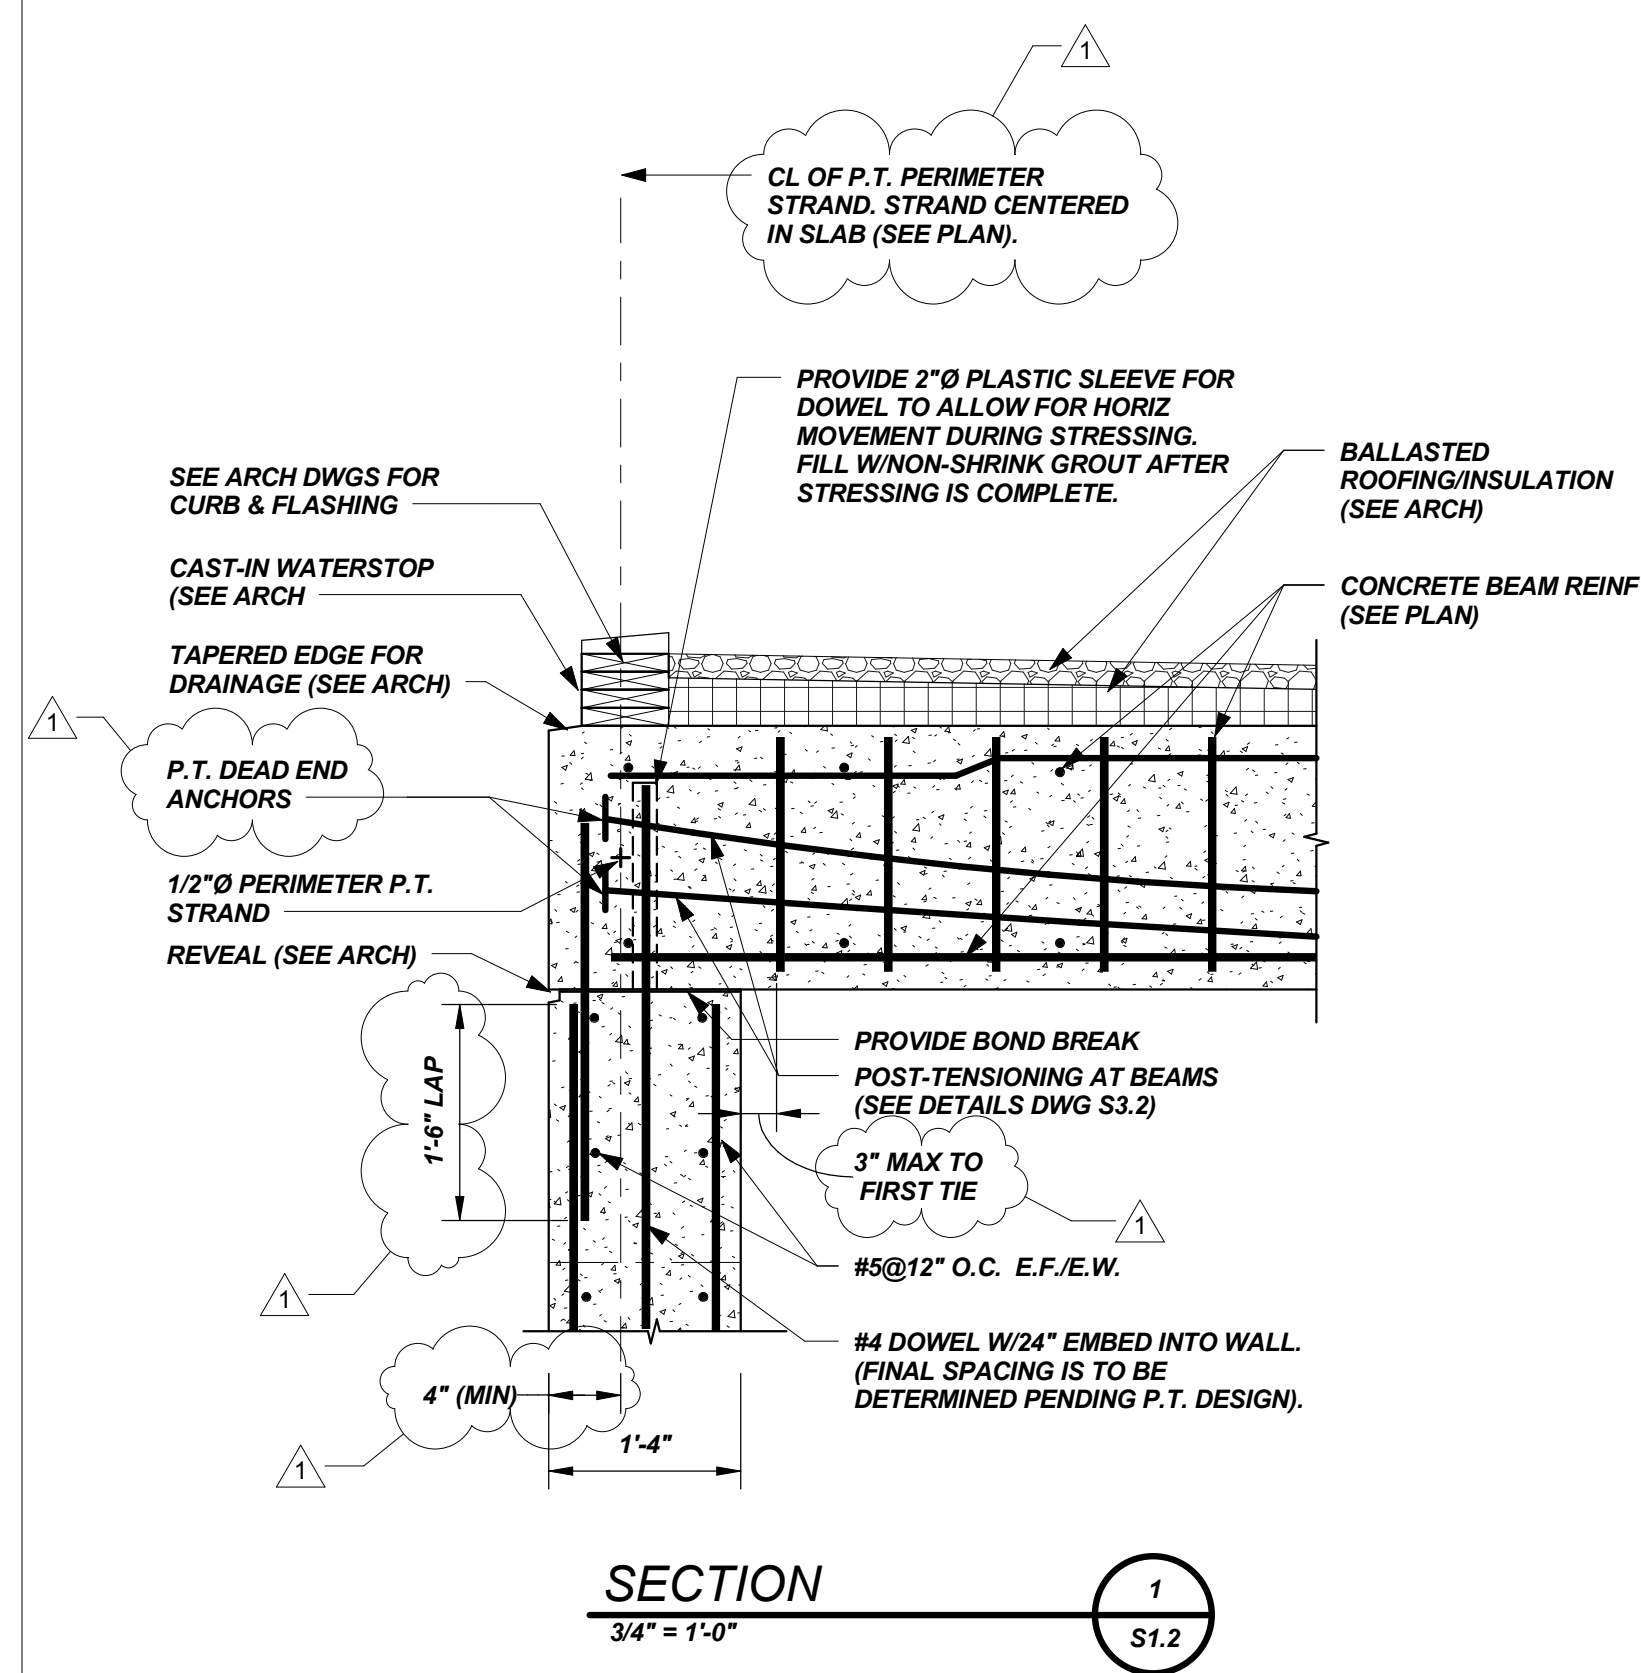 1
CL OF P.T. PERIMETER
STRAND. STRAND CENTERED
IN SLAB (SEE PLAN).
PROVIDE 2"Ø PLASTIC SLEEVE FOR
DOWEL TO ALLOW FOR HORIZ
MOVEMENT DURING STRESSING.
FILL W/NON-SHRINK GROUT AFTER
STRESSING IS COMPLETE.
BALLASTED
ROOFING/INSULATION
(SEE ARCH)
SEE ARCH DWGS FOR
CURB & FLASHING
CAST-IN WATERSTOP
(SEE ARCH
CONCRETE BEAM REINF
(SEE PLAN)
TAPERED EDGE FOR
DRAINAGE (SEE ARCH)
1
P.T. DEAD END
ANCHORS
1/2"Ø PERIMETER P.T.
STRAND
REVEAL (SEE ARCH)
1'-6" LAP
PROVIDE BOND BREAK
POST-TENSIONING AT BEAMS
(SEE DETAILS DWG S3.2)
3" MAX TO
FIRST TIE
1
#5@12" O.C. E.F./E.W.
1
#4 DOWEL W/24" EMBED INTO WALL.
(FINAL SPACING IS TO BE
DETERMINED PENDING P.T. DESIGN).
4" (MIN)
1'-4"
1
SECTION
3/4" = 1'-0"
1
S1.2